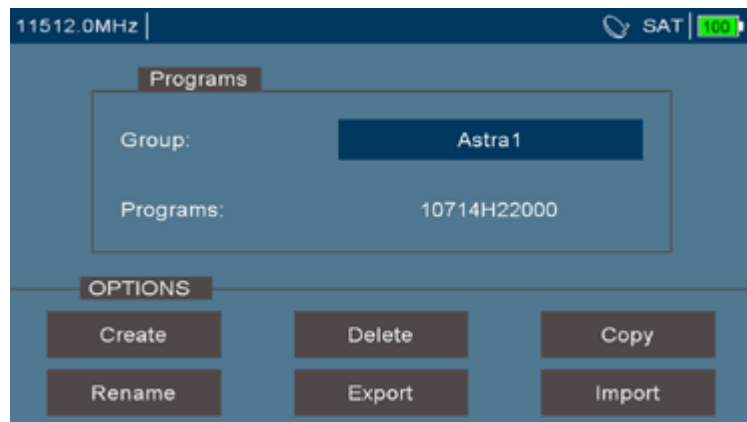 11512.0MHz SAT 100
Programs
Group: Astra1
Programs: 10714H22000
OPTIONS
Create Delete Copy
Rename Export Import